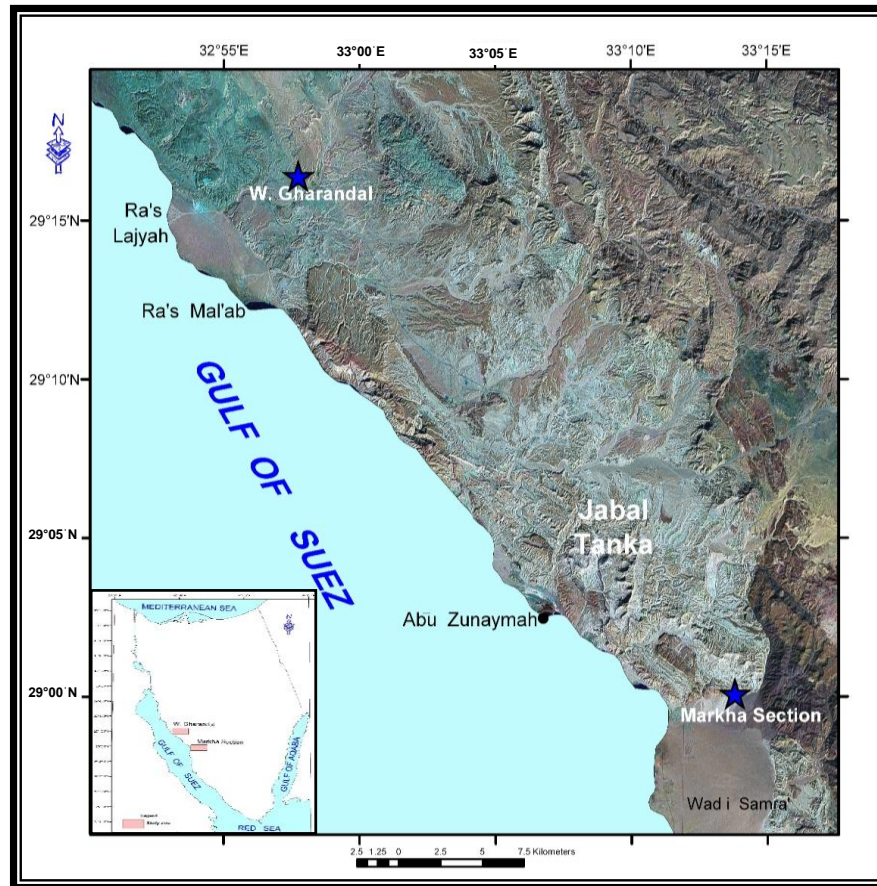 32°55'E 33°00'E 33°05'E 33°10'E 33°15'E
N
W. Gharandal
Ra's
Lajyah
29°15'N
Ra's Mal'ab
29°10'N
GULF OF SUEZ
Jabal
Tanka
29°05'N
Abu Zunaymah
29°00'N
Markha Section
Wad i Samra'
MEDITERRANEAN SEA
W. Gharandal
Markha Section
GULF OF SUEZ
GULF OF AQABA
RED SEA
Legend
Study area
2.5 1.25 0 2.5 5 7.5 Kilometers